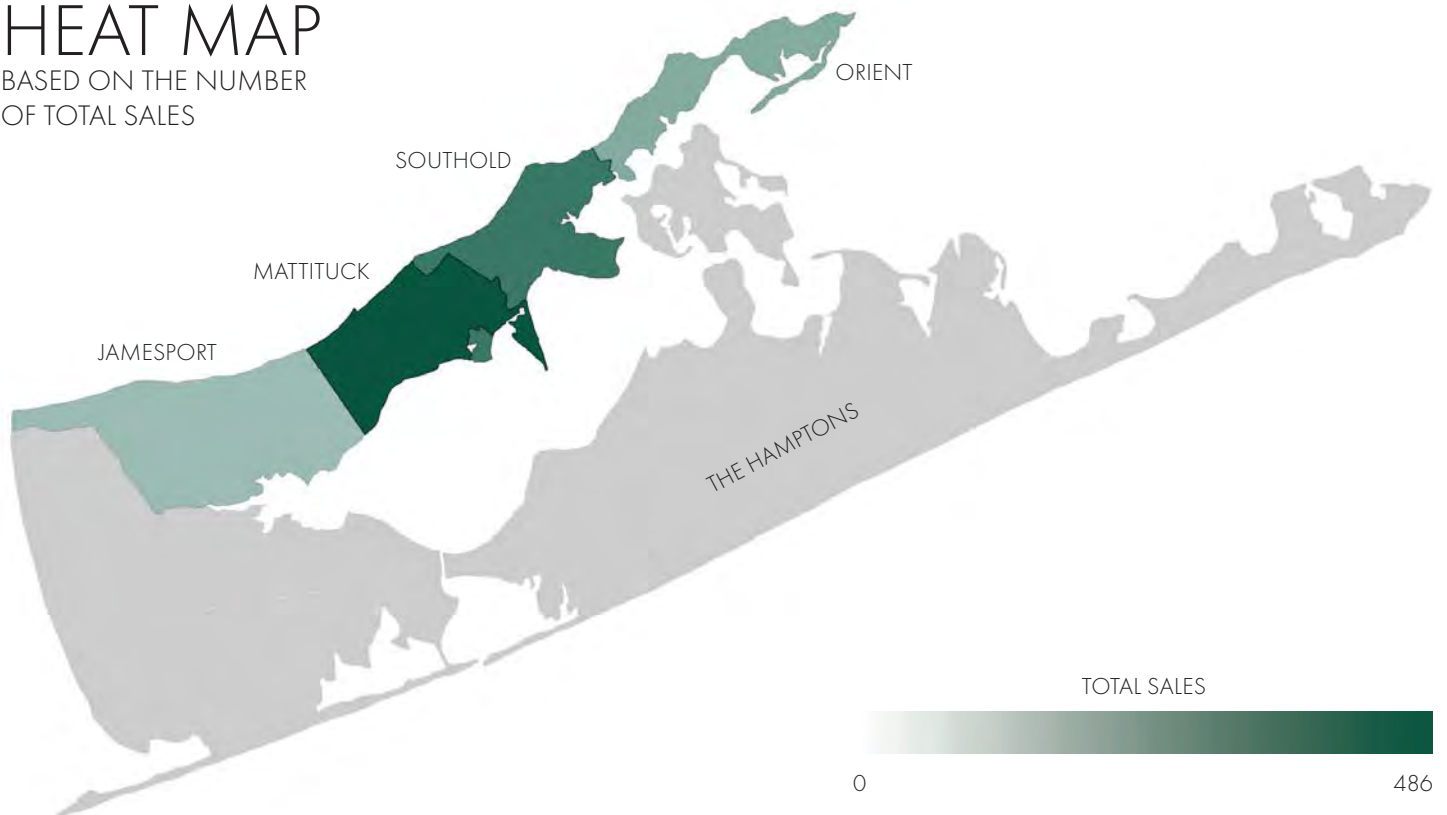 HEAT MAP
BASED ON THE NUMBER
OF TOTAL SALES
ORIENT
SOUTHOLD
MATTITUCK
JAMESPORT
THE HAMPTONS
TOTAL SALES
0
486